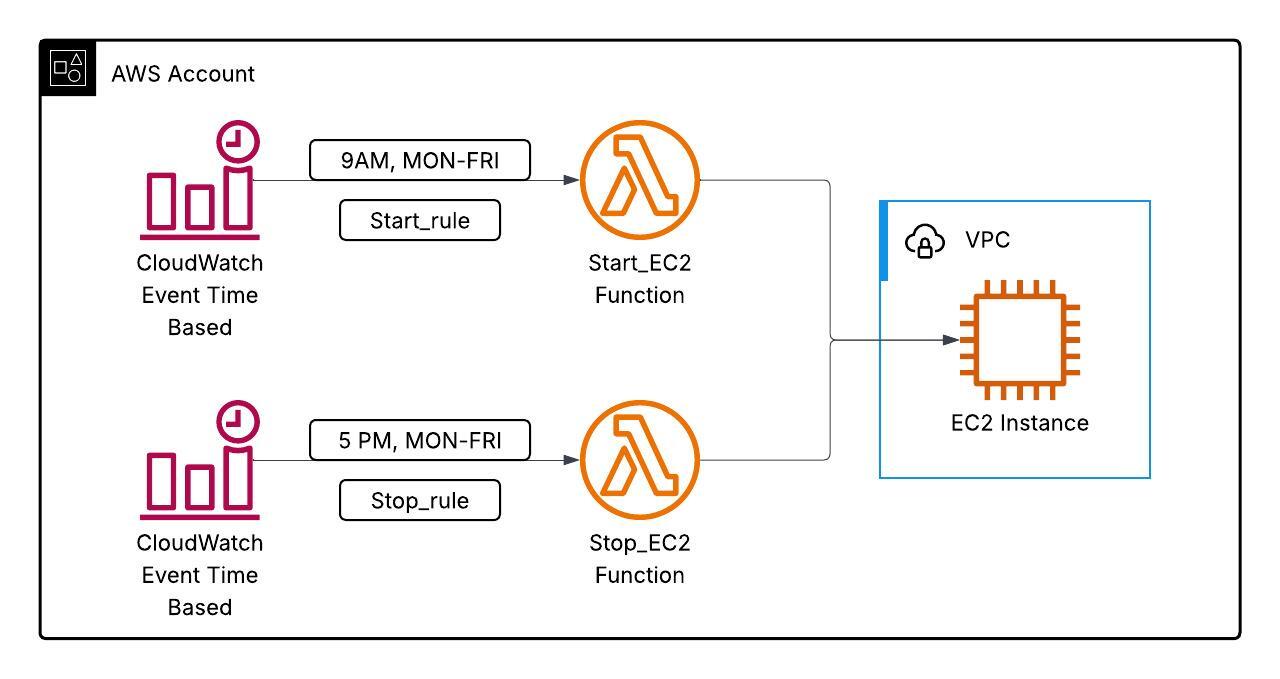 AWS Account
9AM, MON-FRI
Start_rule
CloudWatch
Event Time
Based
Start_EC2
Function
VPC
EC2 Instance
5 PM, MON-FRI
Stop_rule
CloudWatch
Event Time
Based
Stop_EC2
Function